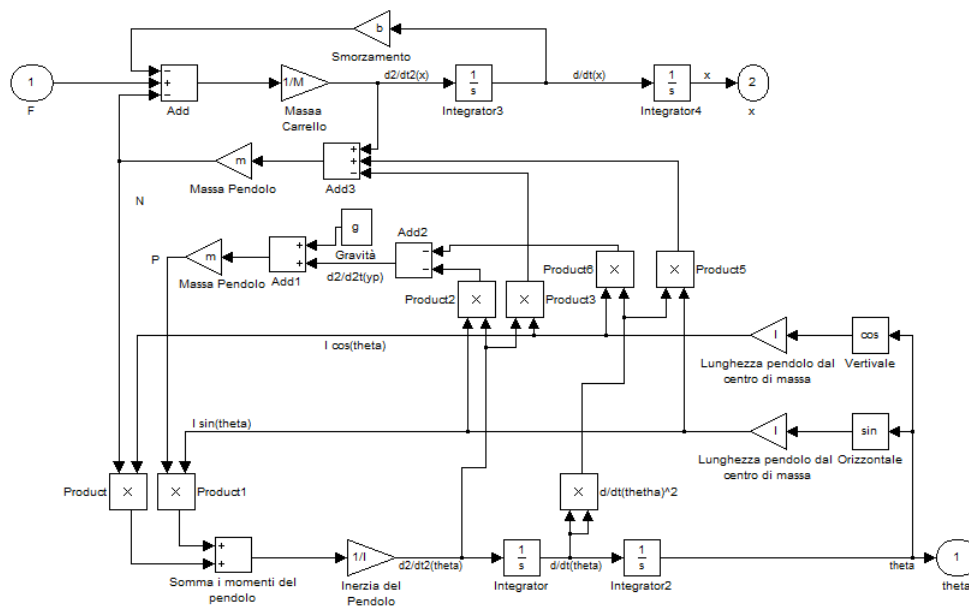 b
Smorzamento
1
F
−
+
−
Add
1/M
Masaa
Carrello
d2/dt2(x)
1
s
Integrator3
d/dt(x)
1
s
Integrator4
x
2
x
m
Massa Pendolo
+
+
−
Add3
N
P
m
Massa Pendolo
+
+
Add1
g
Gravità
d2/d2t(yp)
Add2
−
−
×
Product2
×
Product3
×
Product6
×
Product5
l cos(theta)
l
Lunghezza pendolo dal
centro di massa
cos
Vertivale
l sin(theta)
l
Lunghezza pendolo dal
centro di massa
sin
Orizzontale
Product
×
×
Product1
×
d/dt(thetha)^2
+
+
Somma i momenti del
pendolo
1/I
Inerzia del
Pendolo
d2/dt2(theta)
1
s
Integrator
d/dt(theta)
1
s
Integrator2
theta
1
theta